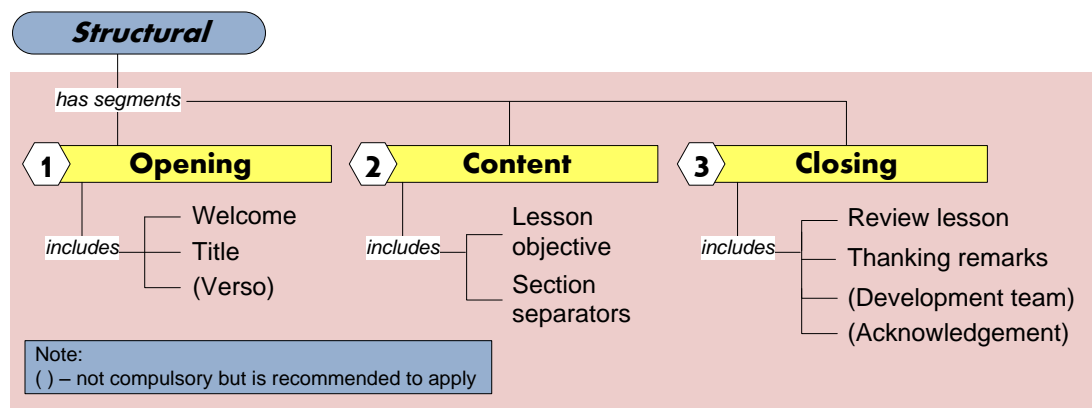 Structural
has segments
1 Opening
includes
Welcome
Title
(Verso)
2 Content
includes
Lesson
objective
Section
separators
3 Closing
includes
Review lesson
Thanking remarks
(Development team)
(Acknowledgement)
Note:
( ) – not compulsory but is recommended to apply